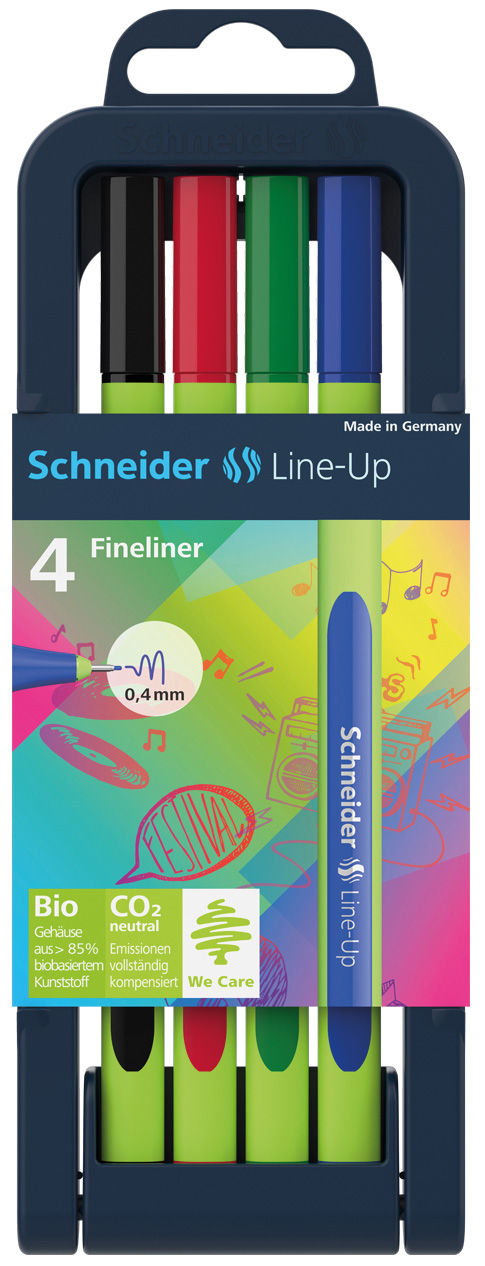 Schneider
Made in Germany
Schneider Line-Up
4 Fineliner
0,4 mm
FESTIVAL
Schneider Line-Up
Bio
Gehäuse
aus > 85%
biobasiertem
Kunststoff
CO2
neutral
Emissionen
vollständig
kompensiert
We Care